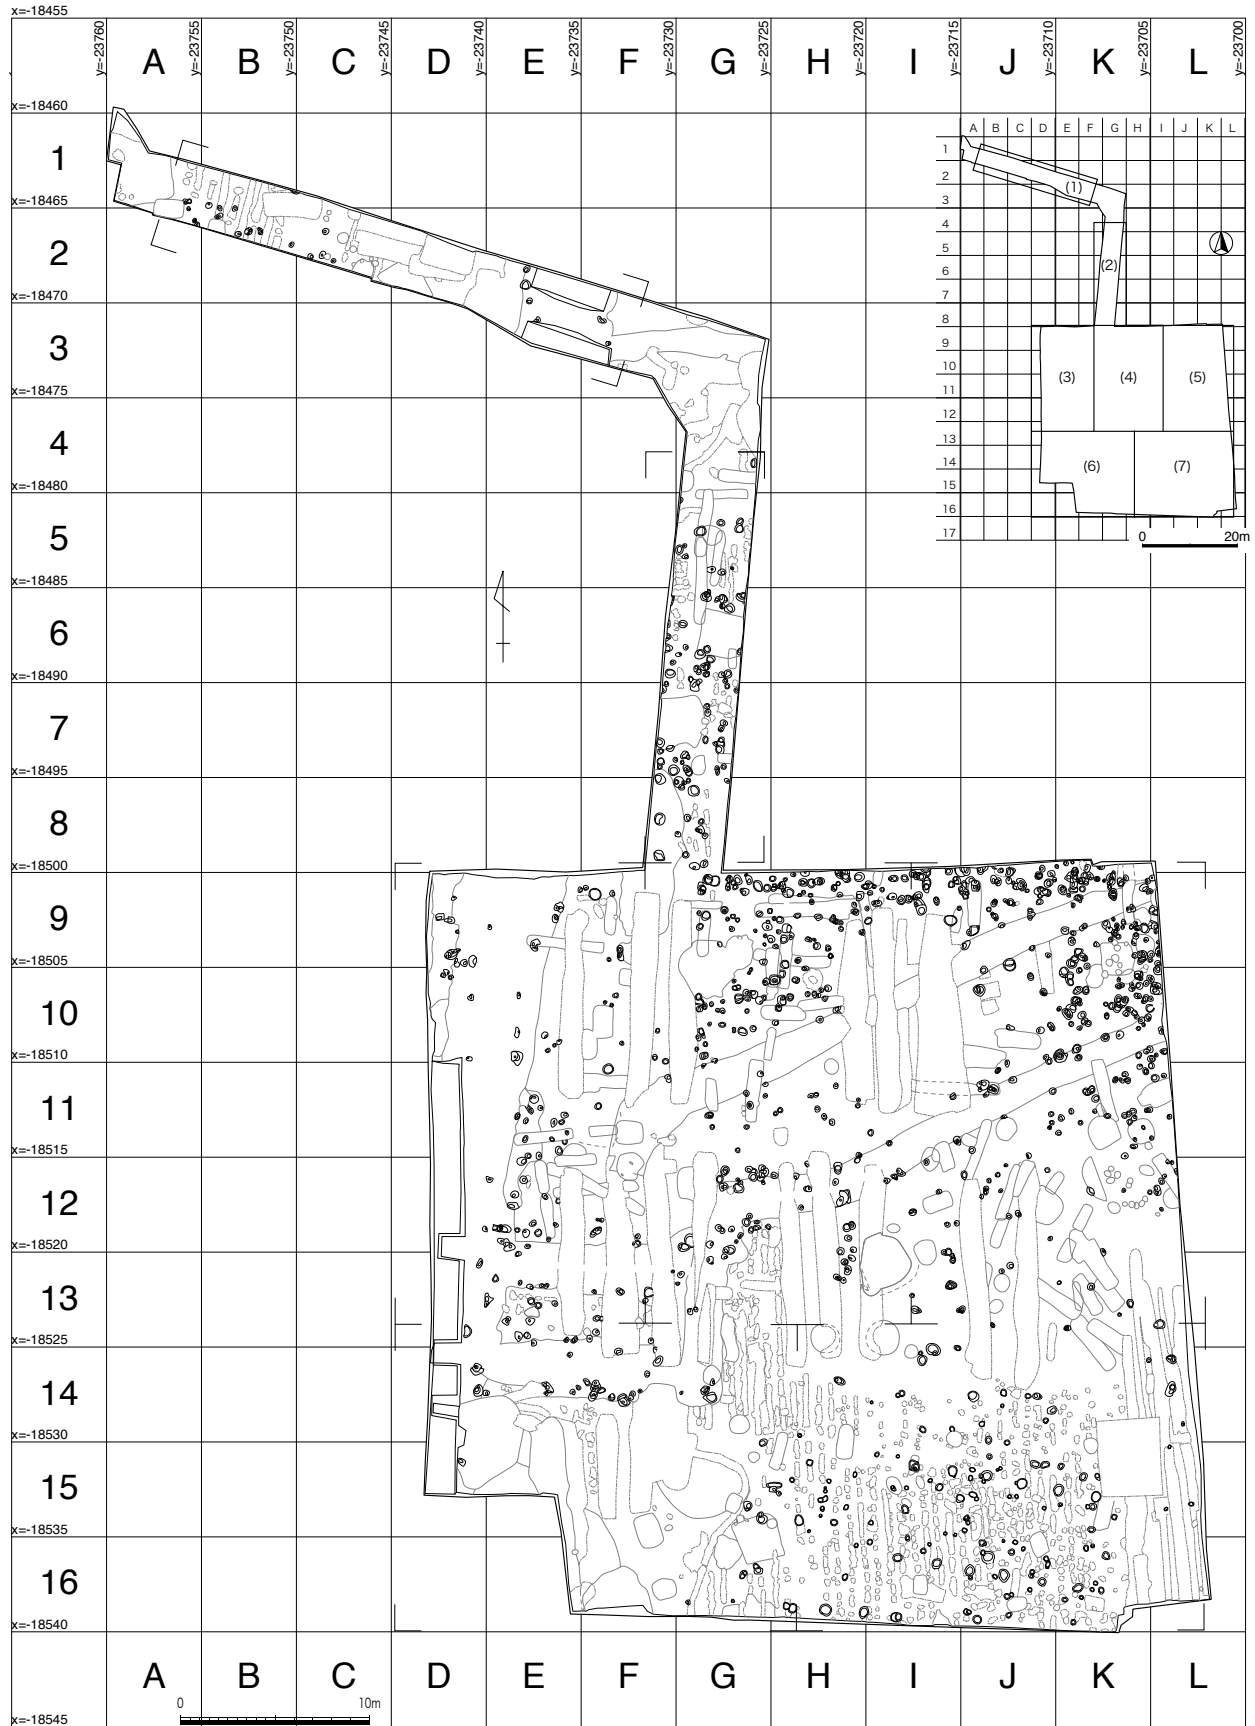 x=-18455
y=-23760
A
y=-23755
B
y=-23750
C
y=-23745
D
y=-23740
E
y=-23735
F
y=-23730
G
y=-23725
H
y=-23720
I
y=-23715
J
y=-23710
K
y=-23705
L
y=-23700
x=-18460
1
x=-18465
2
x=-18470
3
x=-18475
4
x=-18480
5
x=-18485
6
x=-18490
7
x=-18495
8
x=-18500
9
x=-18505
10
x=-18510
11
x=-18515
12
x=-18520
13
x=-18525
14
x=-18530
15
x=-18535
16
x=-18540
A B C D E F G H I J K L
x=-18545
0 10m
A B C D E F G H I J K L
1
2
3
4
5
6
7
8
9
10
11
12
13
14
15
16
17
(1)
(2)
(3) (4) (5)
(6) (7)
0 20m